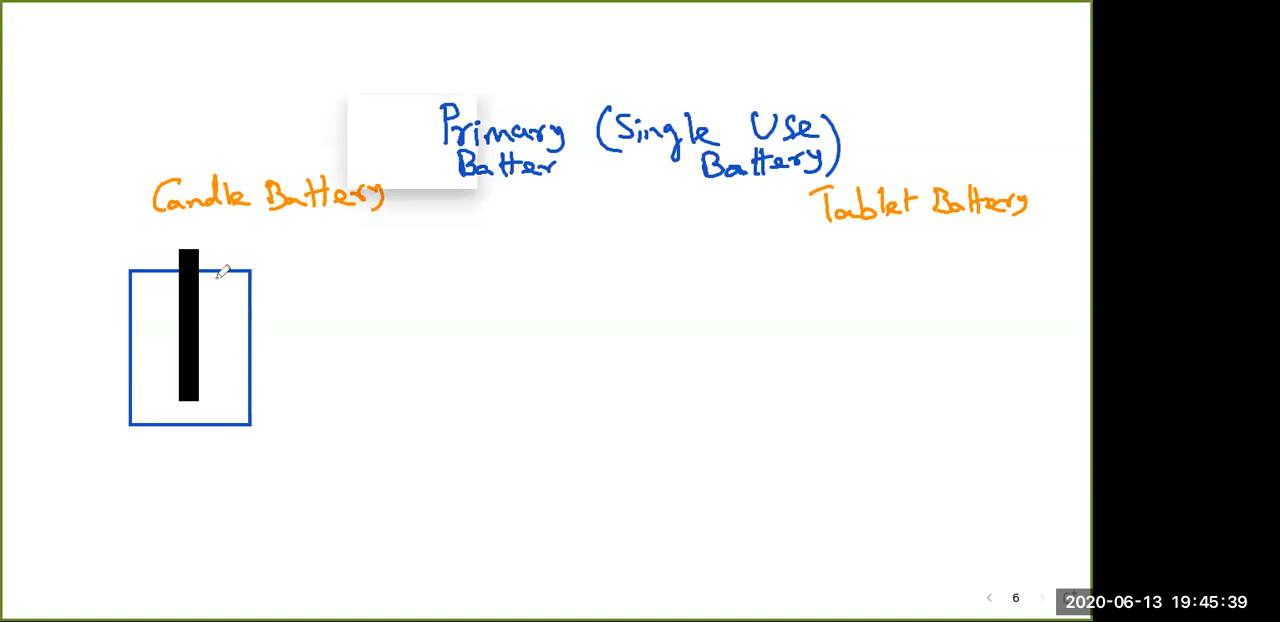 Primary (Single Use
Batter Battery)
Candle Battery
Tablet Battery
6
2020-06-13 19:45:39